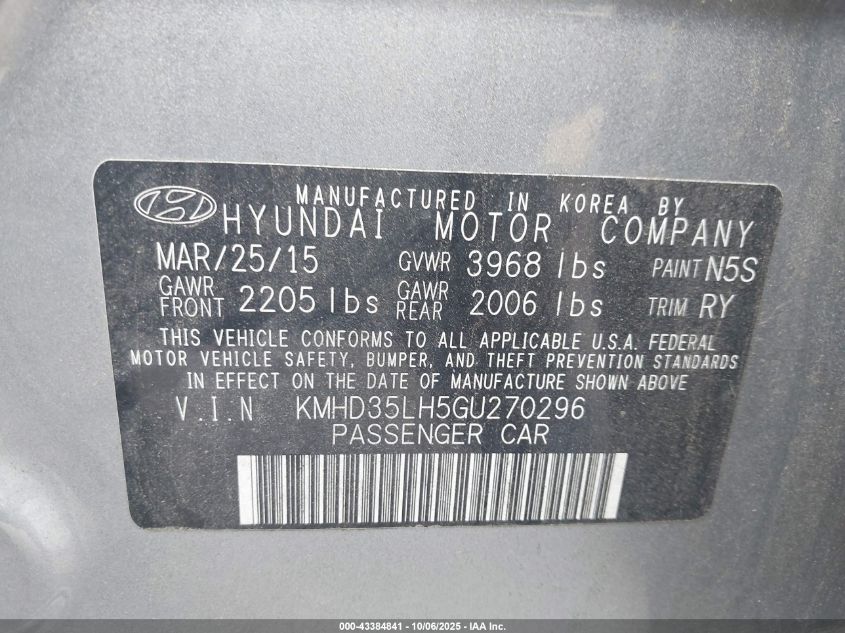 MANUFACTURED IN KOREA BY
HYUNDAI MOTOR COMPANY
MAR/25/15 GVWR 3968 lbs PAINT N5S
GAWR FRONT 2205 lbs GAWR REAR 2006 lbs TRIM RY
THIS VEHICLE CONFORMS TO ALL APPLICABLE U.S.A. FEDERAL
MOTOR VEHICLE SAFETY, BUMPER, AND THEFT PREVENTION STANDARDS
IN EFFECT ON THE DATE OF MANUFACTURE SHOWN ABOVE
V.I.N KMHD35LH5GU270296
PASSENGER CAR
000-43384841 - 10/06/2025 - IAA Inc.